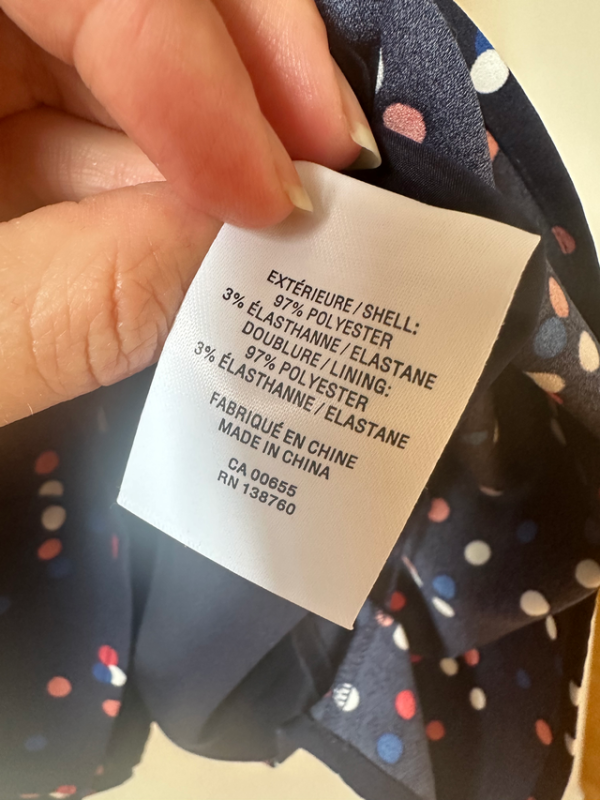 EXTÉRIEURE / SHELL:
97% POLYESTER
3% ÉLASTHANNE / ELASTANE
DOUBLURE / LINING:
97% POLYESTER
3% ÉLASTHANNE / ELASTANE
FABRIQUÉ EN CHINE
MADE IN CHINA
CA 00655
RN 138760